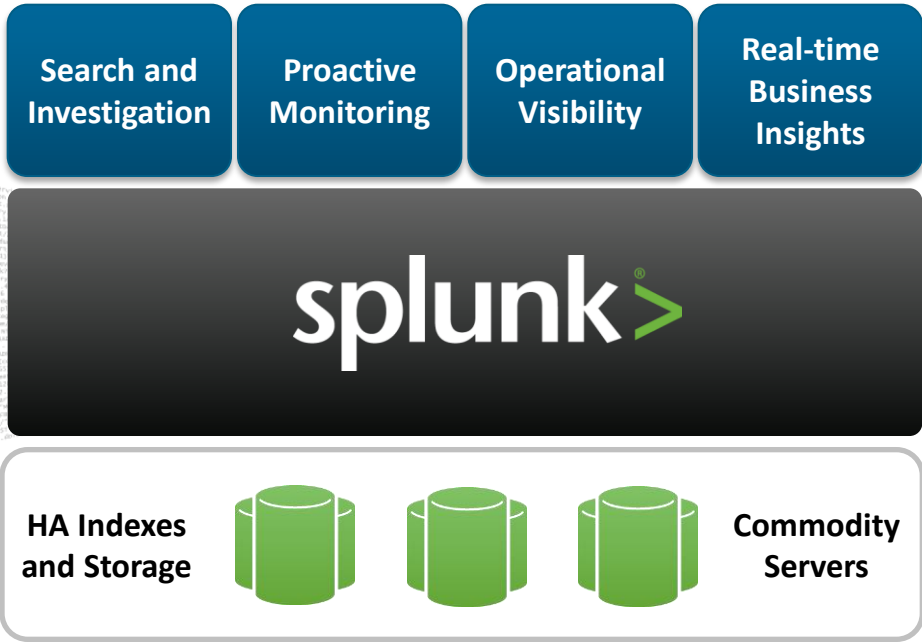 Search and
Investigation
Proactive
Monitoring
Operational
Visibility
Real-time
Business
Insights
splunk>®
HA Indexes
and Storage
Commodity
Servers